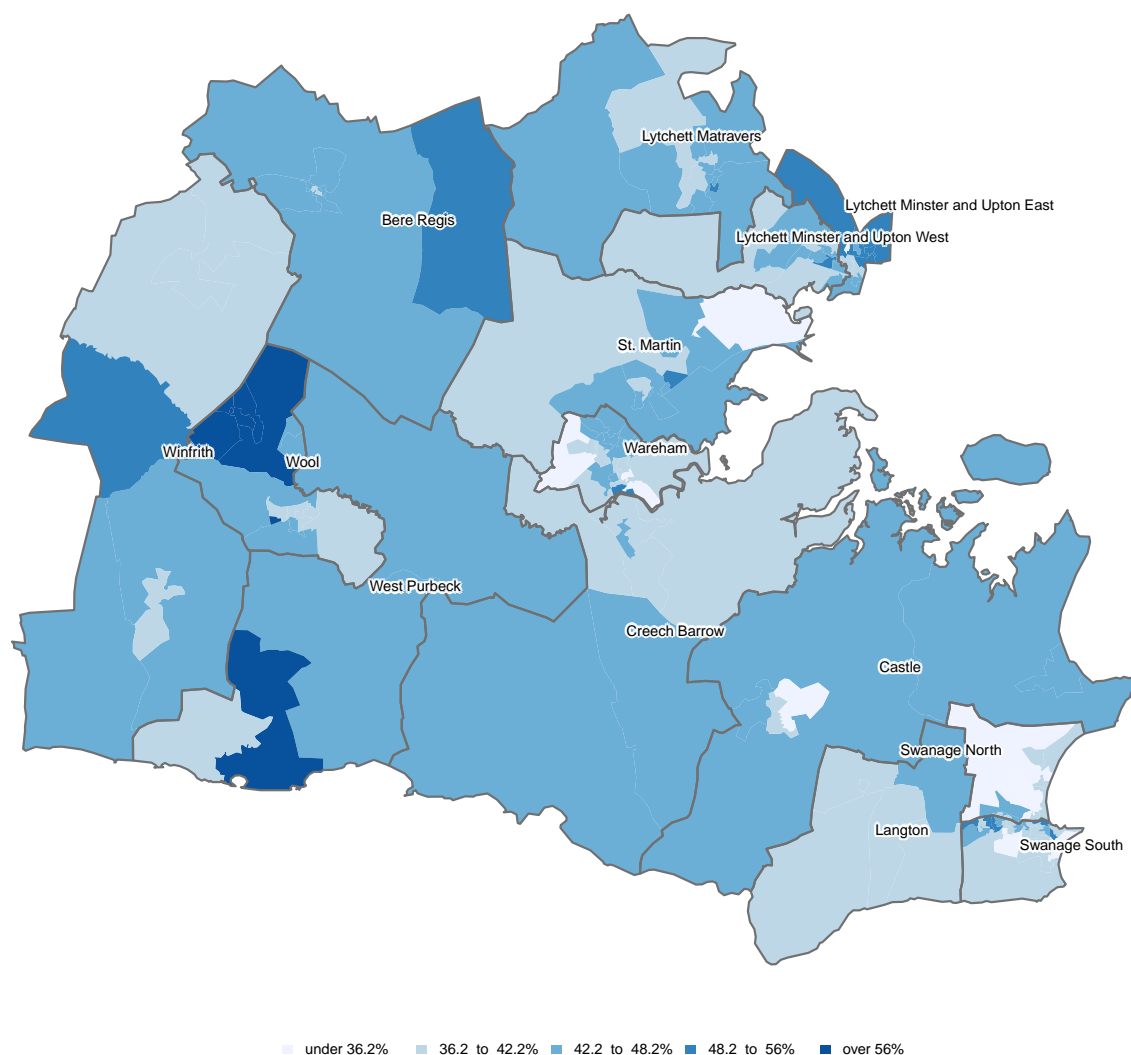 Lytchett Matravers
Lytchett Minster and Upton East
Bere Regis
Lytchett Minster and Upton West
St. Martin
Wareham
Winfrith
Wool
West Purbeck
Creech Barrow
Castle
Swanage North
Langton
Swanage South
under 36.2% 36.2 to 42.2% 42.2 to 48.2% 48.2 to 56% over 56%